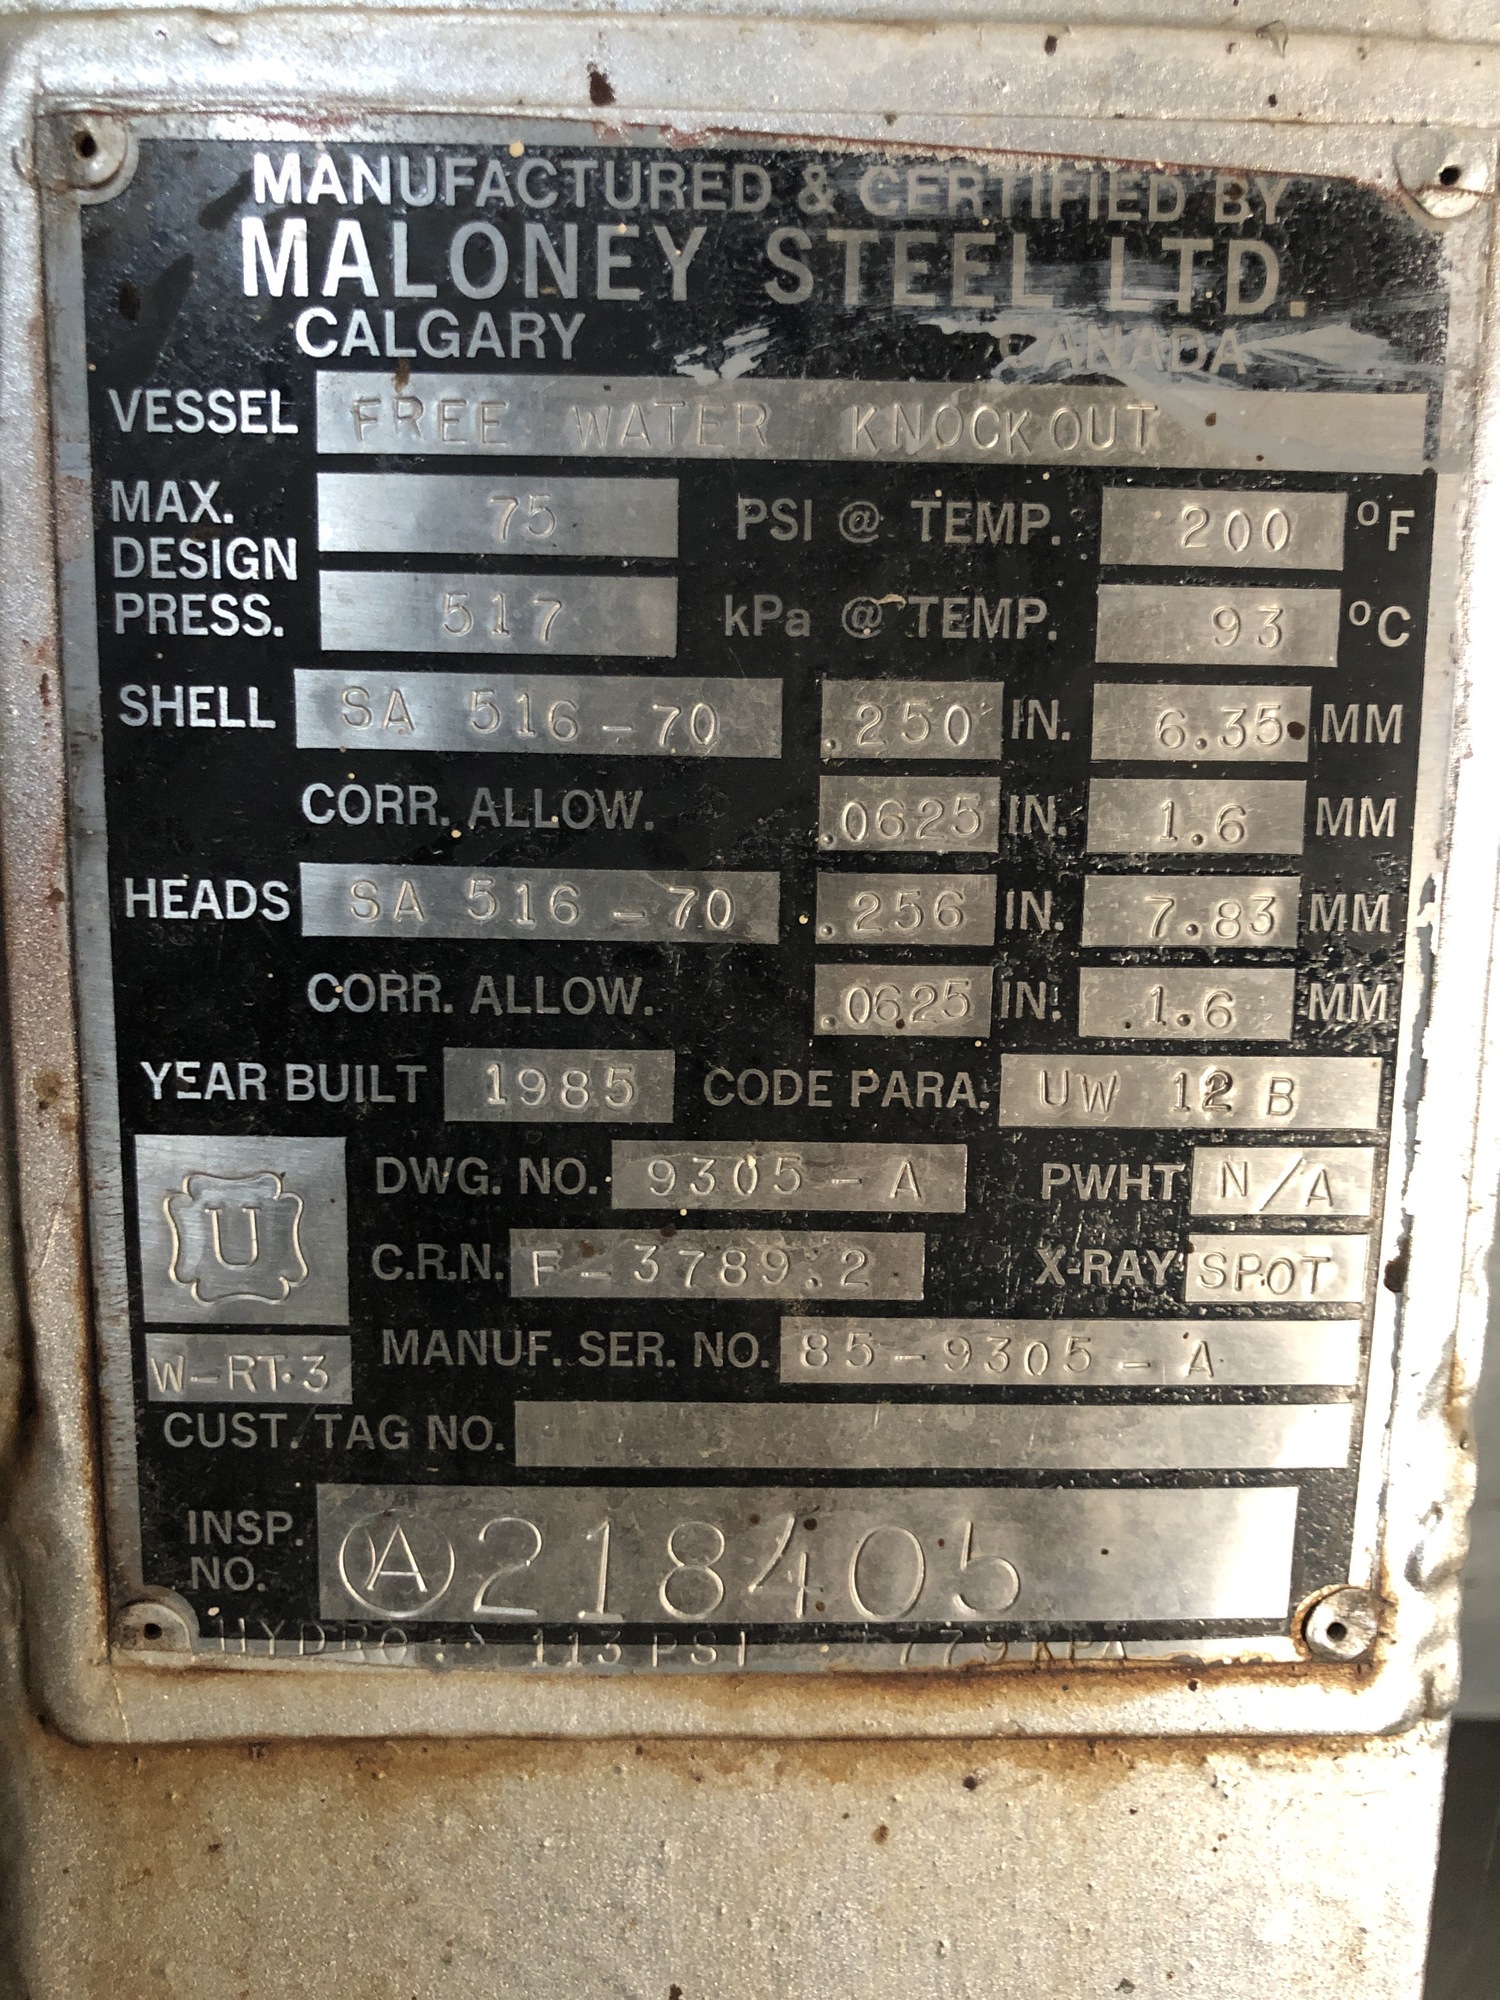 MANUFACTURED & CERTIFIED BY
MALONEY STEEL LTD.
CALGARY CANADA
VESSEL FREE WATER KNOCKOUT
MAX. DESIGN PRESS. 75 PSI @ TEMP. 200 °F
517 kPa @ TEMP. 93 °C
SHELL SA 516-70 .250 IN. 6.35 MM
CORR. ALLOW. .0625 IN. 1.6 MM
HEADS SA 516-70 .256 IN. 7.83 MM
CORR. ALLOW. .0625 IN. 1.6 MM
YEAR BUILT 1985 CODE PARA. UW 12 B
U
DWG. NO. 9305-A PWHT N/A
C.R.N. F-3789.2 X-RAY SPOT
W-RT-3
MANUF. SER. NO. 85-9305-A
CUST. TAG NO.
INSP. NO. A 218405
HYDRO: 113 PSI 779 KPA